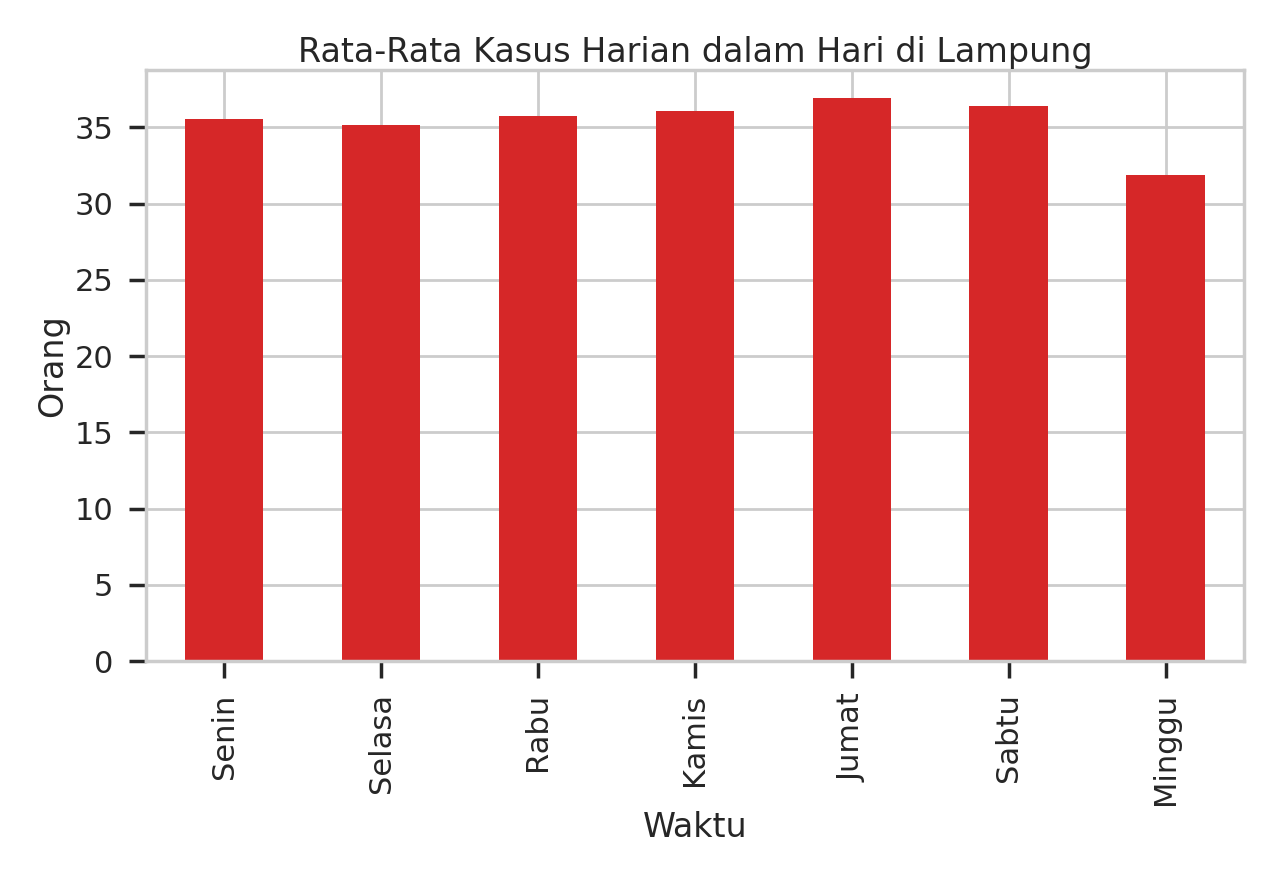 Rata-Rata Kasus Harian dalam Hari di Lampung
35
30
25
20
15
10
5
0
Orang
Senin
Selasa
Rabu
Kamis
Jumat
Sabtu
Minggu
Waktu